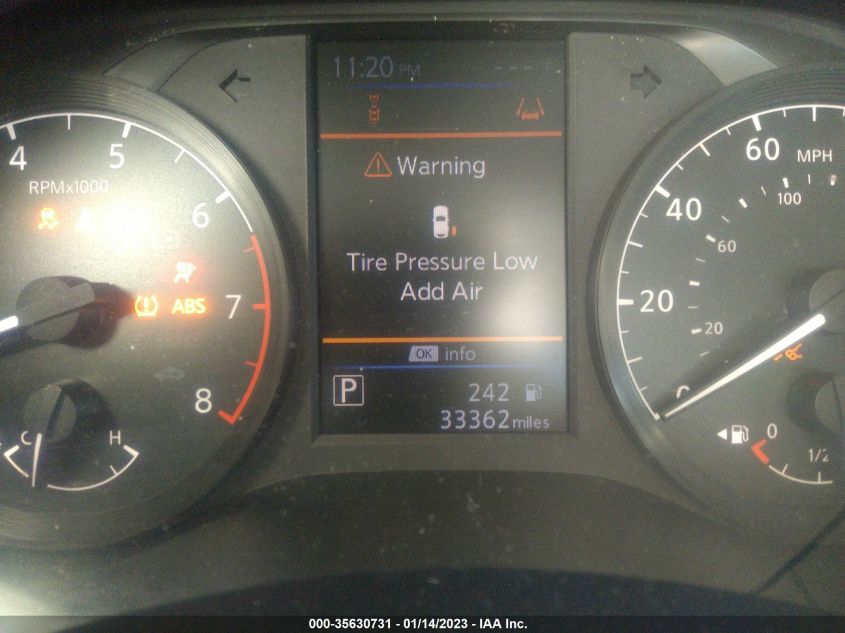 11:20 PM --- F
4 5 60 MPH
RPMx1000 100
6 40
Warning
60
Tire Pressure Low
Add Air
ABS 7 20
20
OK info
8 P 242 0
33362 miles
C H 0 1/2
000-35630731 - 01/14/2023 - IAA Inc.